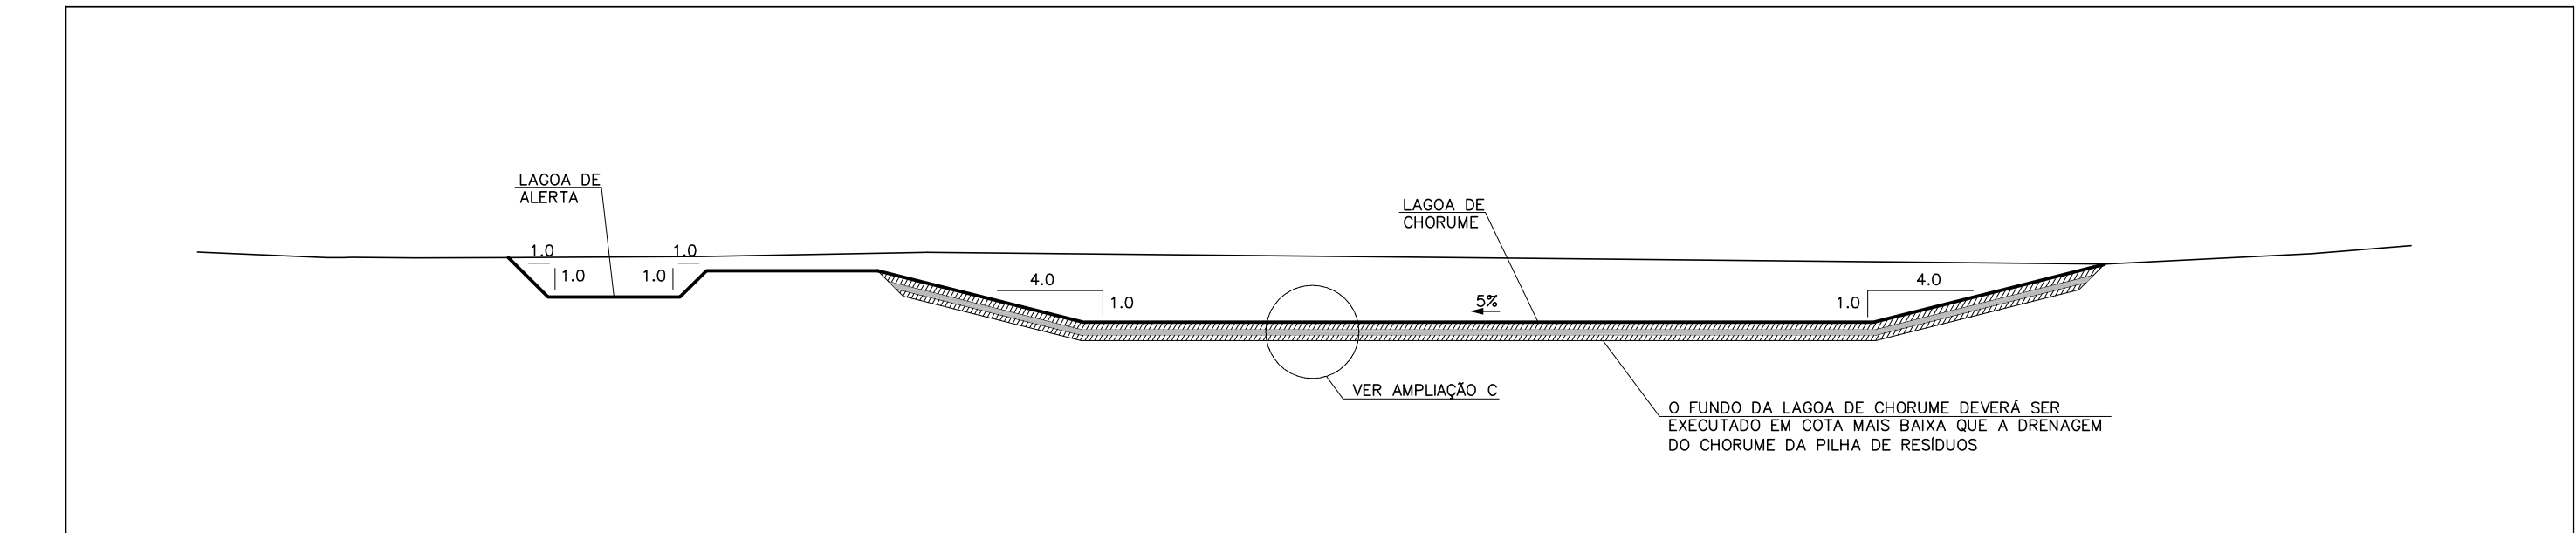 LAGOA DE
ALERTA
LAGOA DE
CHORUME
1.0
1.0
1.0
1.0
4.0
1.0
5%
4.0
1.0
VER AMPLIAÇÃO C
O FUNDO DA LAGOA DE CHORUME DEVERÁ SER
EXECUTADO EM COTA MAIS BAIXA QUE A DRENAGEM
DO CHORUME DA PILHA DE RESÍDUOS